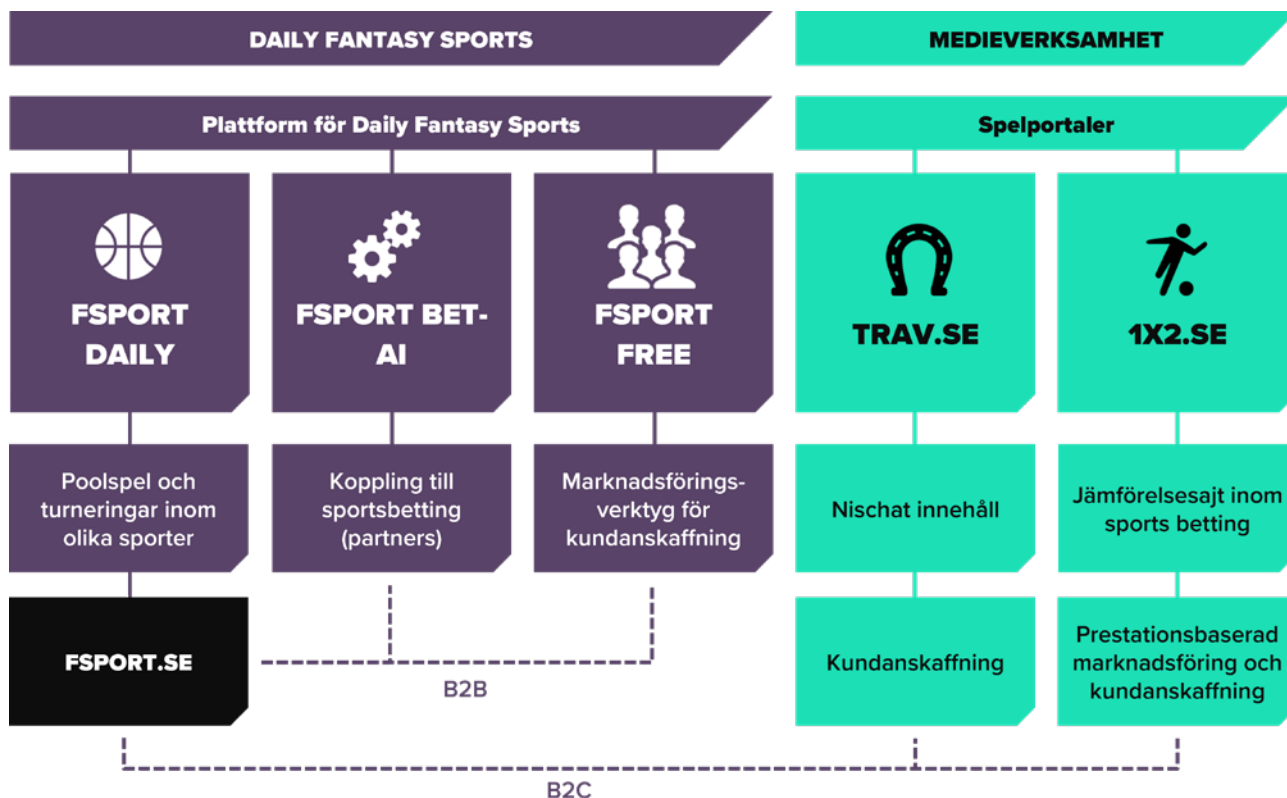 DAILY FANTASY SPORTS
MEDIEVERKSAMHET
Plattform för Daily Fantasy Sports
Spelportaler
FSPORT
DAILY
FSPORT BET-
AI
FSPORT
FREE
TRAV.SE
1X2.SE
Poolspel och
turneringar inom
olika sporter
Koppling till
sportsbetting
(partners)
Marknadsförings-
verktyg för
kundanskaffning
Nischat innehåll
Jämförelsesajt inom
sports betting
FSPORT.SE
Kundanskaffning
Prestationsbaserad
marknadsföring och
kundanskaffning
B2B
B2C